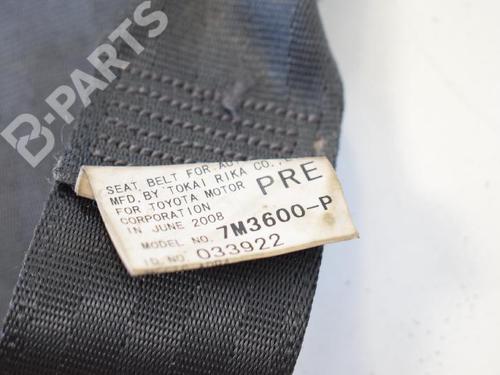 B-PARTS
SEAT BELT FOR
MFD. BY TOKAI RIKA CO.,
FOR TOYOTA MOTOR
CORPORATION
PRE
IN JUNE 2008
MODEL NO. 7M3600-P
ID. NO. 033922